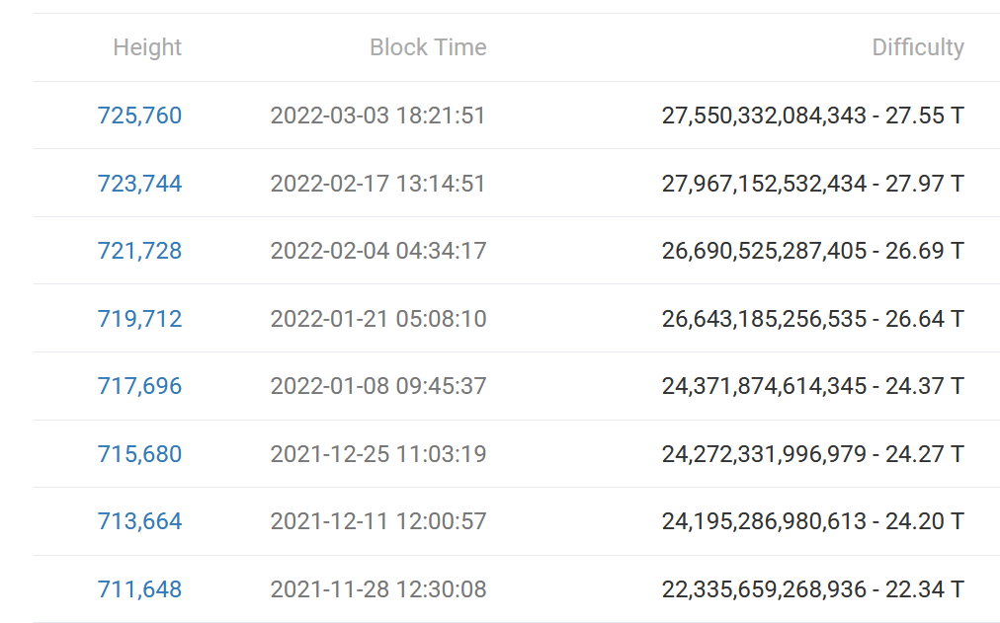 Height Block Time Difficulty
725,760 2022-03-03 18:21:51 27,550,332,084,343 - 27.55 T
723,744 2022-02-17 13:14:51 27,967,152,532,434 - 27.97 T
721,728 2022-02-04 04:34:17 26,690,525,287,405 - 26.69 T
719,712 2022-01-21 05:08:10 26,643,185,256,535 - 26.64 T
717,696 2022-01-08 09:45:37 24,371,874,614,345 - 24.37 T
715,680 2021-12-25 11:03:19 24,272,331,996,979 - 24.27 T
713,664 2021-12-11 12:00:57 24,195,286,980,613 - 24.20 T
711,648 2021-11-28 12:30:08 22,335,659,268,936 - 22.34 T